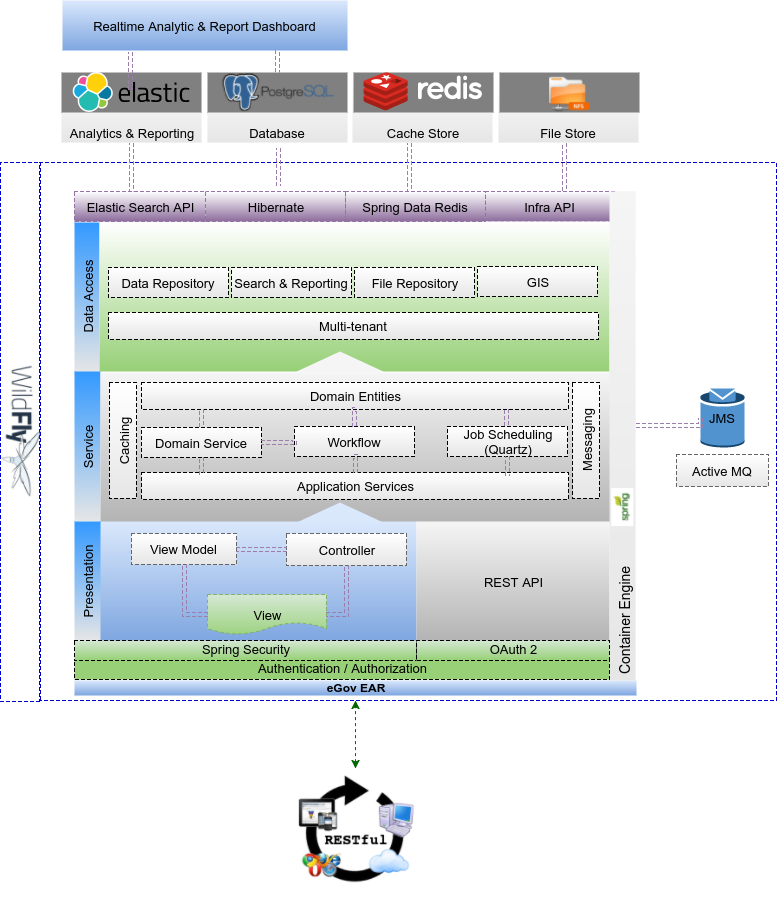 Realtime Analytic & Report Dashboard
elastic
PostgreSQL
redis
NFS
Analytics & Reporting
Database
Cache Store
File Store
Elastic Search API
Hibernate
Spring Data Redis
Infra API
Data Access
Data Repository
Search & Reporting
File Repository
GIS
Multi-tenant
WildFly
Service
Caching
Domain Entities
Messaging
Domain Service
Workflow
Job Scheduling
(Quartz)
Application Services
JMS
Active MQ
spring
Presentation
View Model
Controller
REST API
View
Container Engine
Spring Security
OAuth 2
Authentication / Authorization
eGov EAR
RESTful